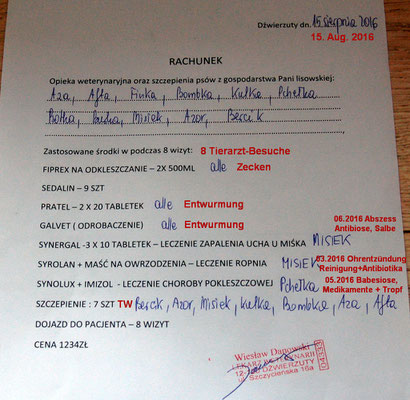 Dźwierzuty dn. 15 sierpnia 2016
15. Aug. 2016
RACHUNEK
Opieka weterynaryjna oraz szczepienia psów z gospodarstwa Pani lisowskiej:
Aza, Afta, Finka, Bombka, Kulka, Pchełka
Misiek, Azor, Bercik
Zastosowane środki w podczas 8 wizyt: 8 Tierarzt-Besuche
FIPREX NA ODKLESZCZANIE – 2X 500ML alle Zecken
SEDALIN – 9 SZT
PRATEL – 2 X 20 TABLETEK alle Entwurmung
GALVET ( ODROBACZENIE) alle Entwurmung
06.2016 Abszess
Antibiose, Salbe
SYNERGAL -3 X 10 TABLETEK – LECZENIE ZAPALENIA UCHA U MIŚKA MISIEK
SYROLAN + MAŚĆ NA OWRZODZENIA – LECZENIE ROPNIA MISIEK
03.2016 Ohrentzündung
Reinigung+Antibiotika
SYNOLUX + IMIZOL - LECZENIE CHOROBY POKLESZCZOWEJ Pchełka
05.2016 Babesiose,
Medikamente + Tropf
SZCZEPIENIE : 7 SZT TW Bercik, Azor, Misiek, Kulka, Bombka, Aza, Afta
DOJAZD DO PACJENTA – 8 WIZYT
CENA 1234ZŁ
Wiesław Danowski
LEKARZ WETERYNARII
12-120 DŹWIERZUTY
ul. Szczycieńska 16a